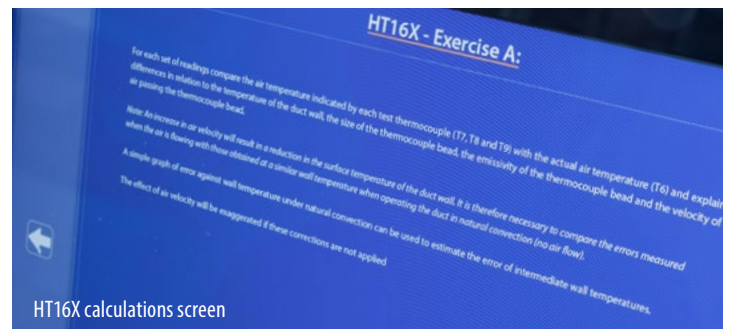 HT16X - Exercise A:
For each set of readings compare the air temperature indicated by each test thermocouple (T7, T8 and T9) with the actual air temperature (T6) and explain
differences in relation to the temperature of the duct wall, the size of the thermocouple bead, the emissivity of the thermocouple bead and the velocity of
air passing the thermocouple bead.
Note: An increase in air velocity will result in a reduction in the surface temperature of the duct wall. It is therefore necessary to compare the errors measured
when the air is flowing with those obtained at a similar wall temperature when operating the duct in natural convection (no air flow).
A simple graph of error against wall temperature under natural convection can be used to estimate the error of intermediate wall temperatures.
The effect of air velocity will be exaggerated if these corrections are not applied
HT16X calculations screen